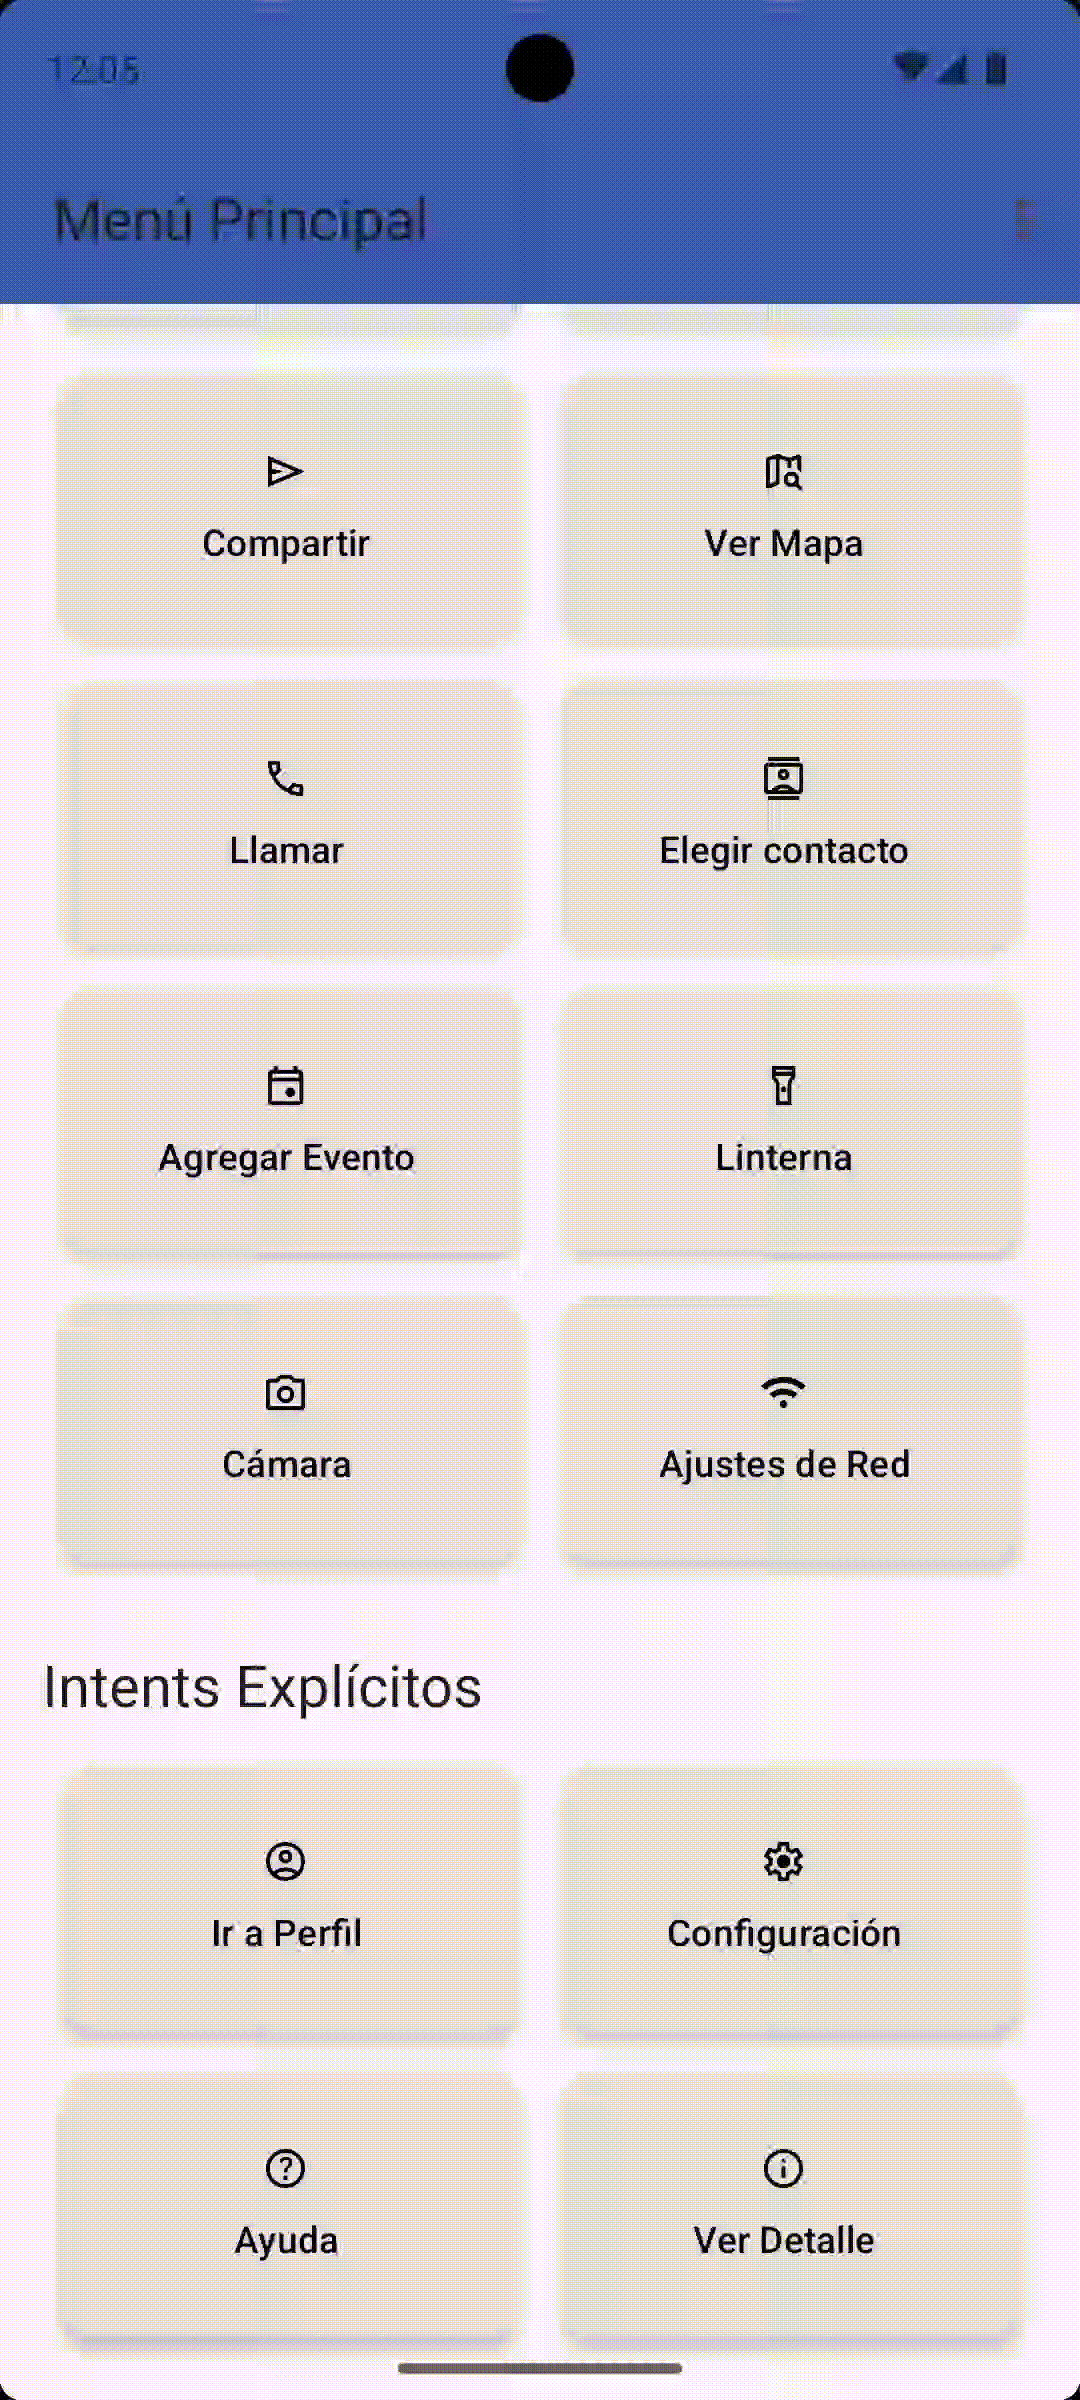 12:05
Menú Principal
Compartir
Ver Mapa
Llamar
Elegir contacto
Agregar Evento
Linterna
Cámara
Ajustes de Red
Intents Explícitos
Ir a Perfil
Configuración
Ayuda
Ver Detalle